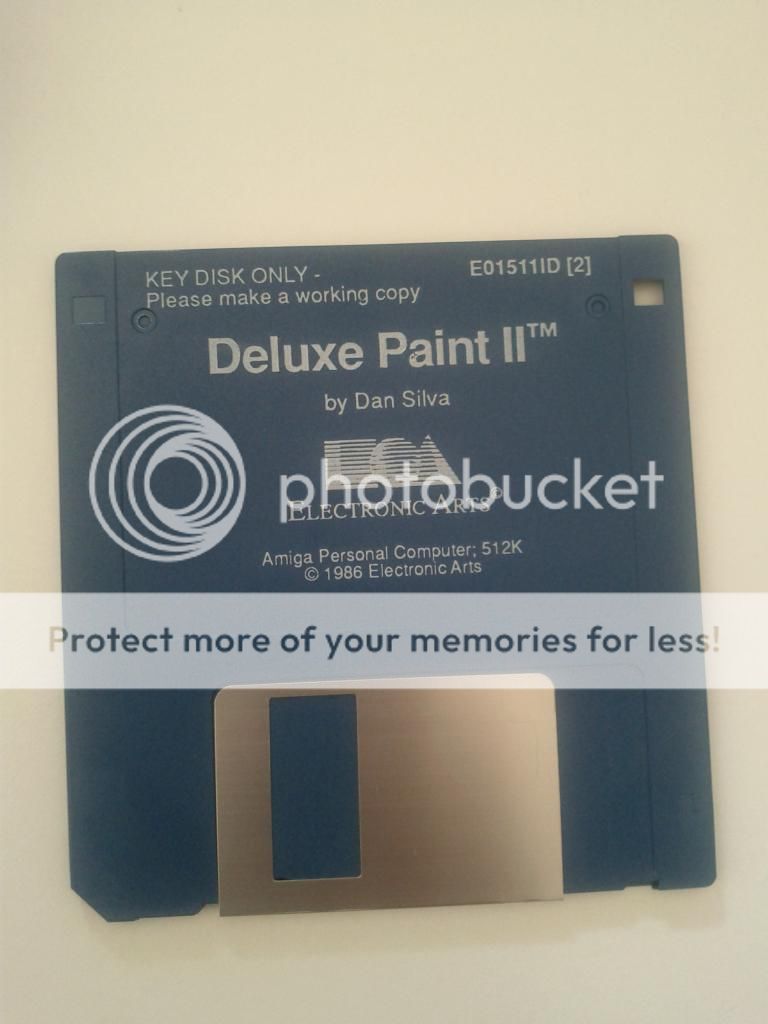 KEY DISK ONLY -
Please make a working copy
E01511ID [2]
Deluxe Paint II™
by Dan Silva
photobucket
ELECTRONIC ARTS©
Amiga Personal Computer; 512K
© 1986 Electronic Arts
Protect more of your memories for less!